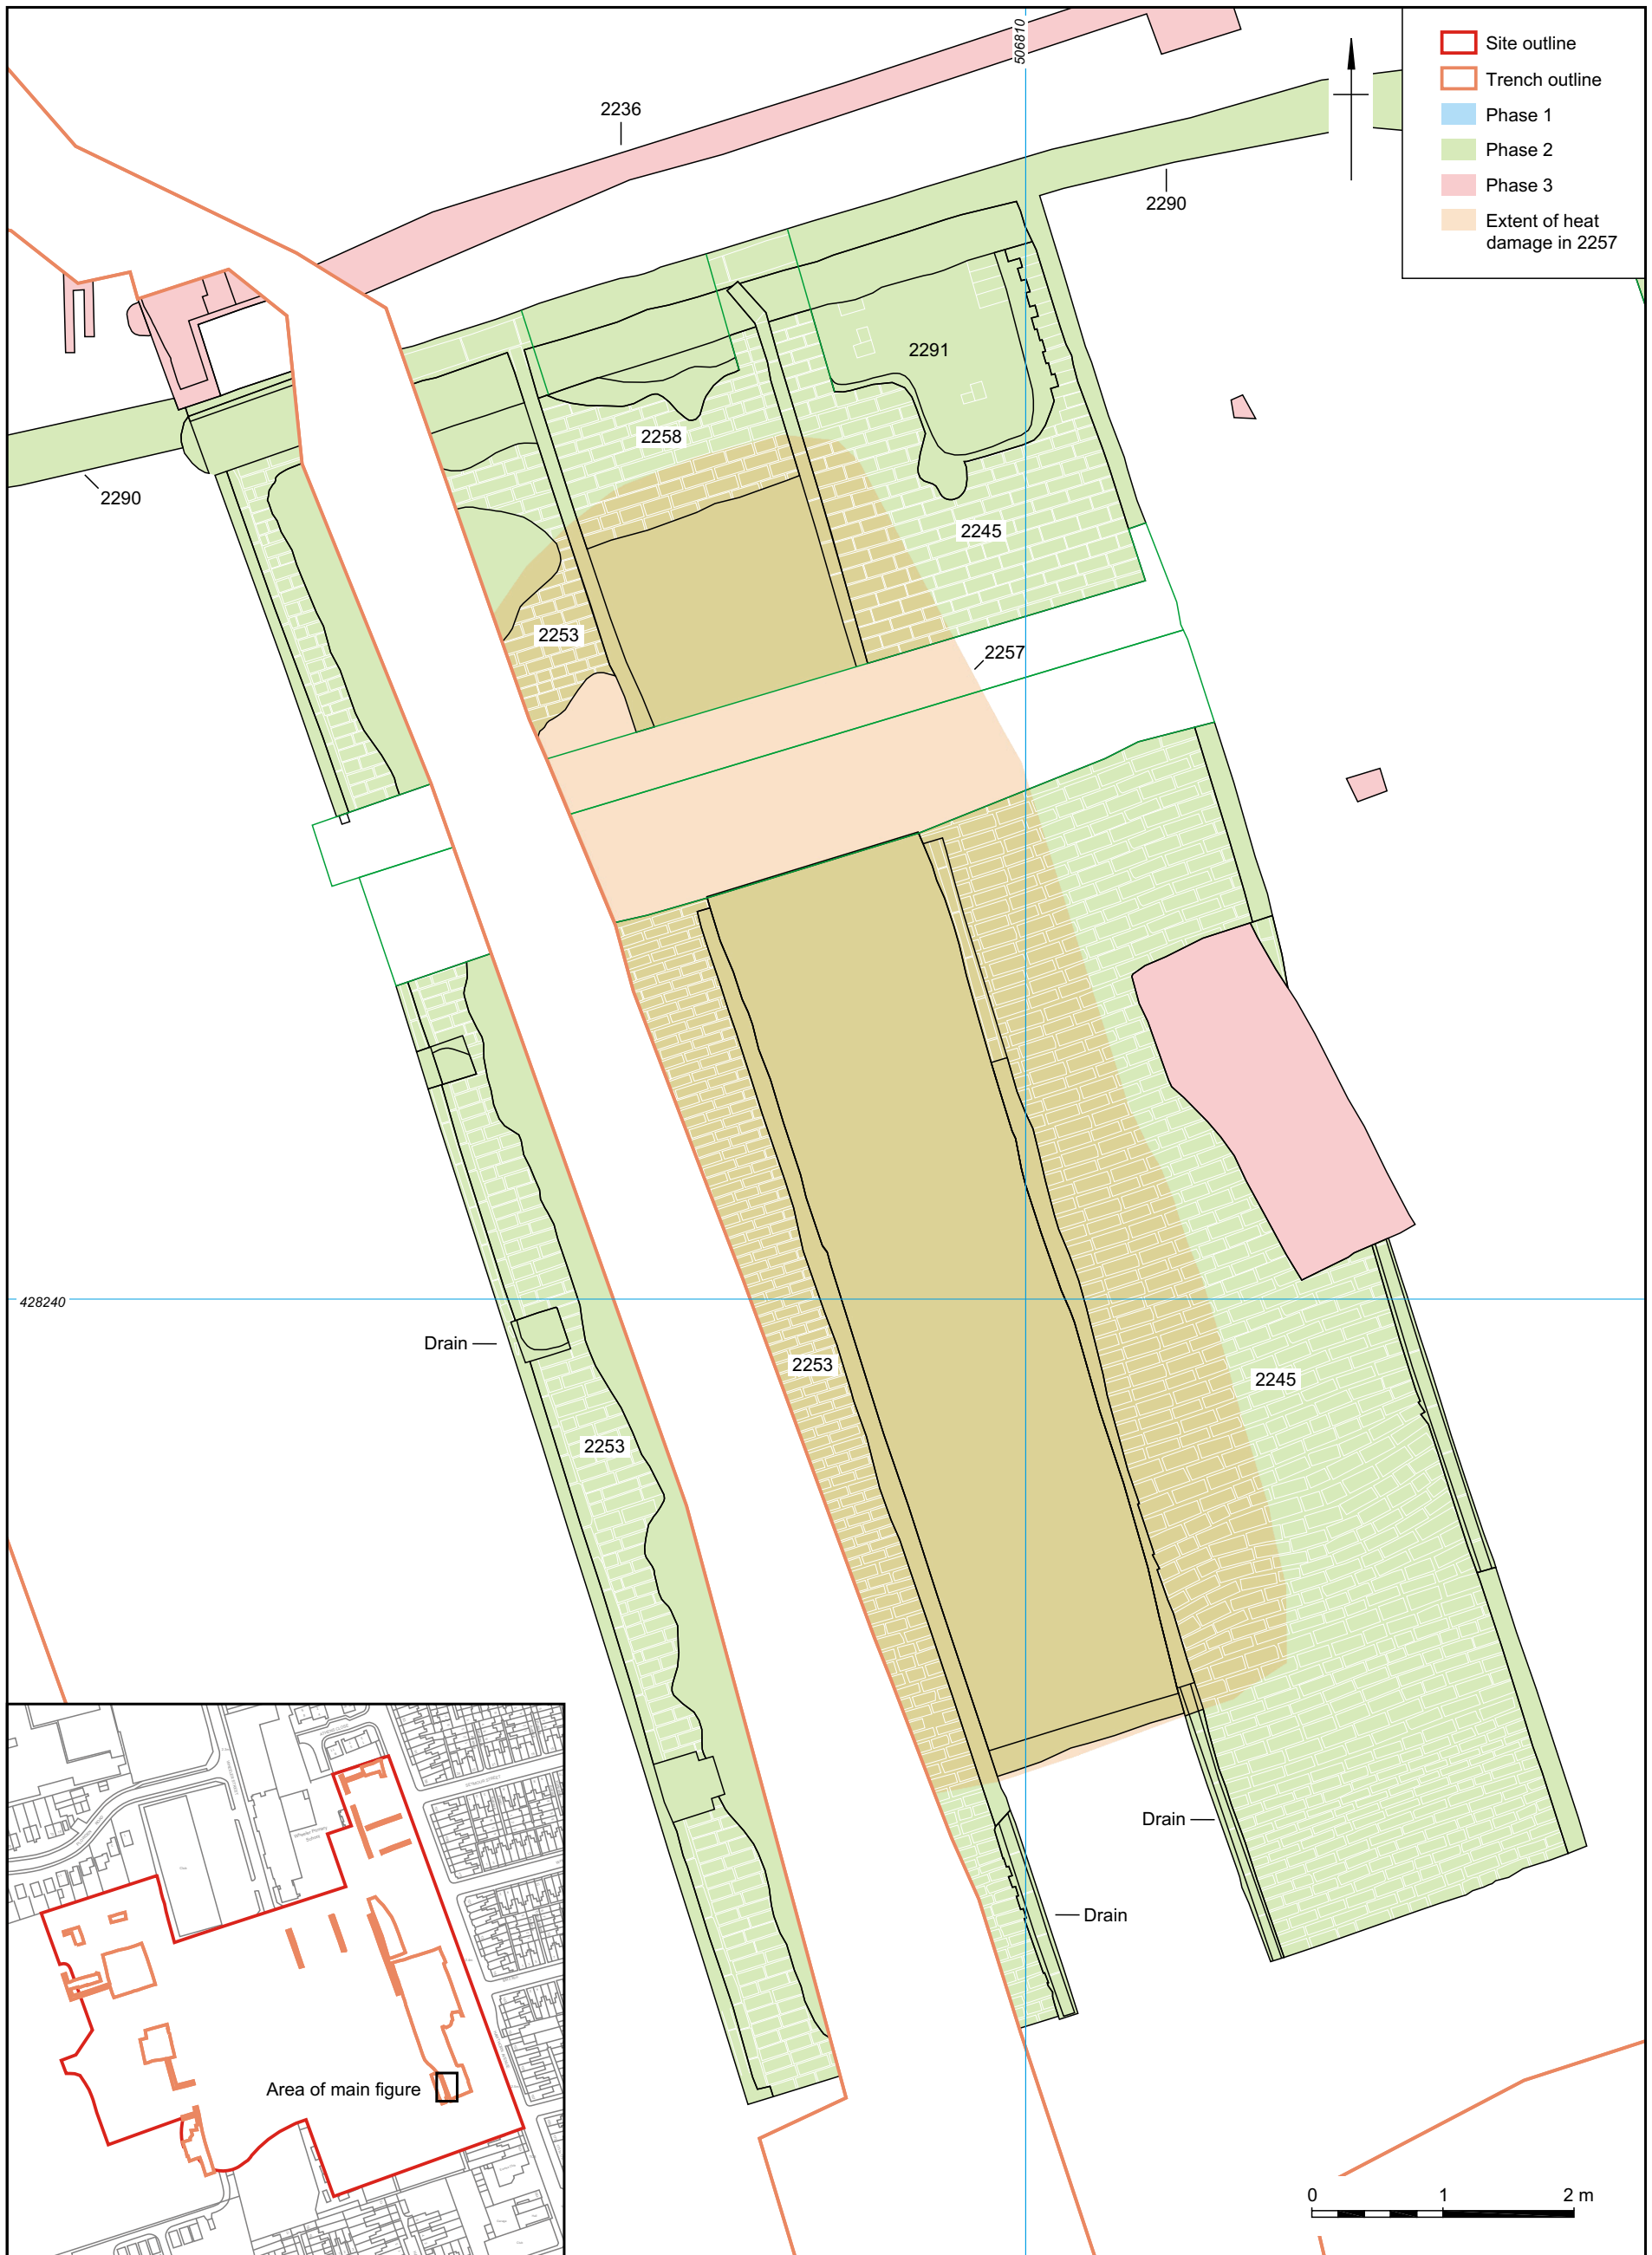 506810
Site outline
Trench outline
Phase 1
Phase 2
Phase 3
Extent of heat
damage in 2257
2236
2290
2291
2258
2290
2245
2253
2257
428240
Drain
2253
2245
2253
Drain
Drain
Area of main figure
0 1 2 m